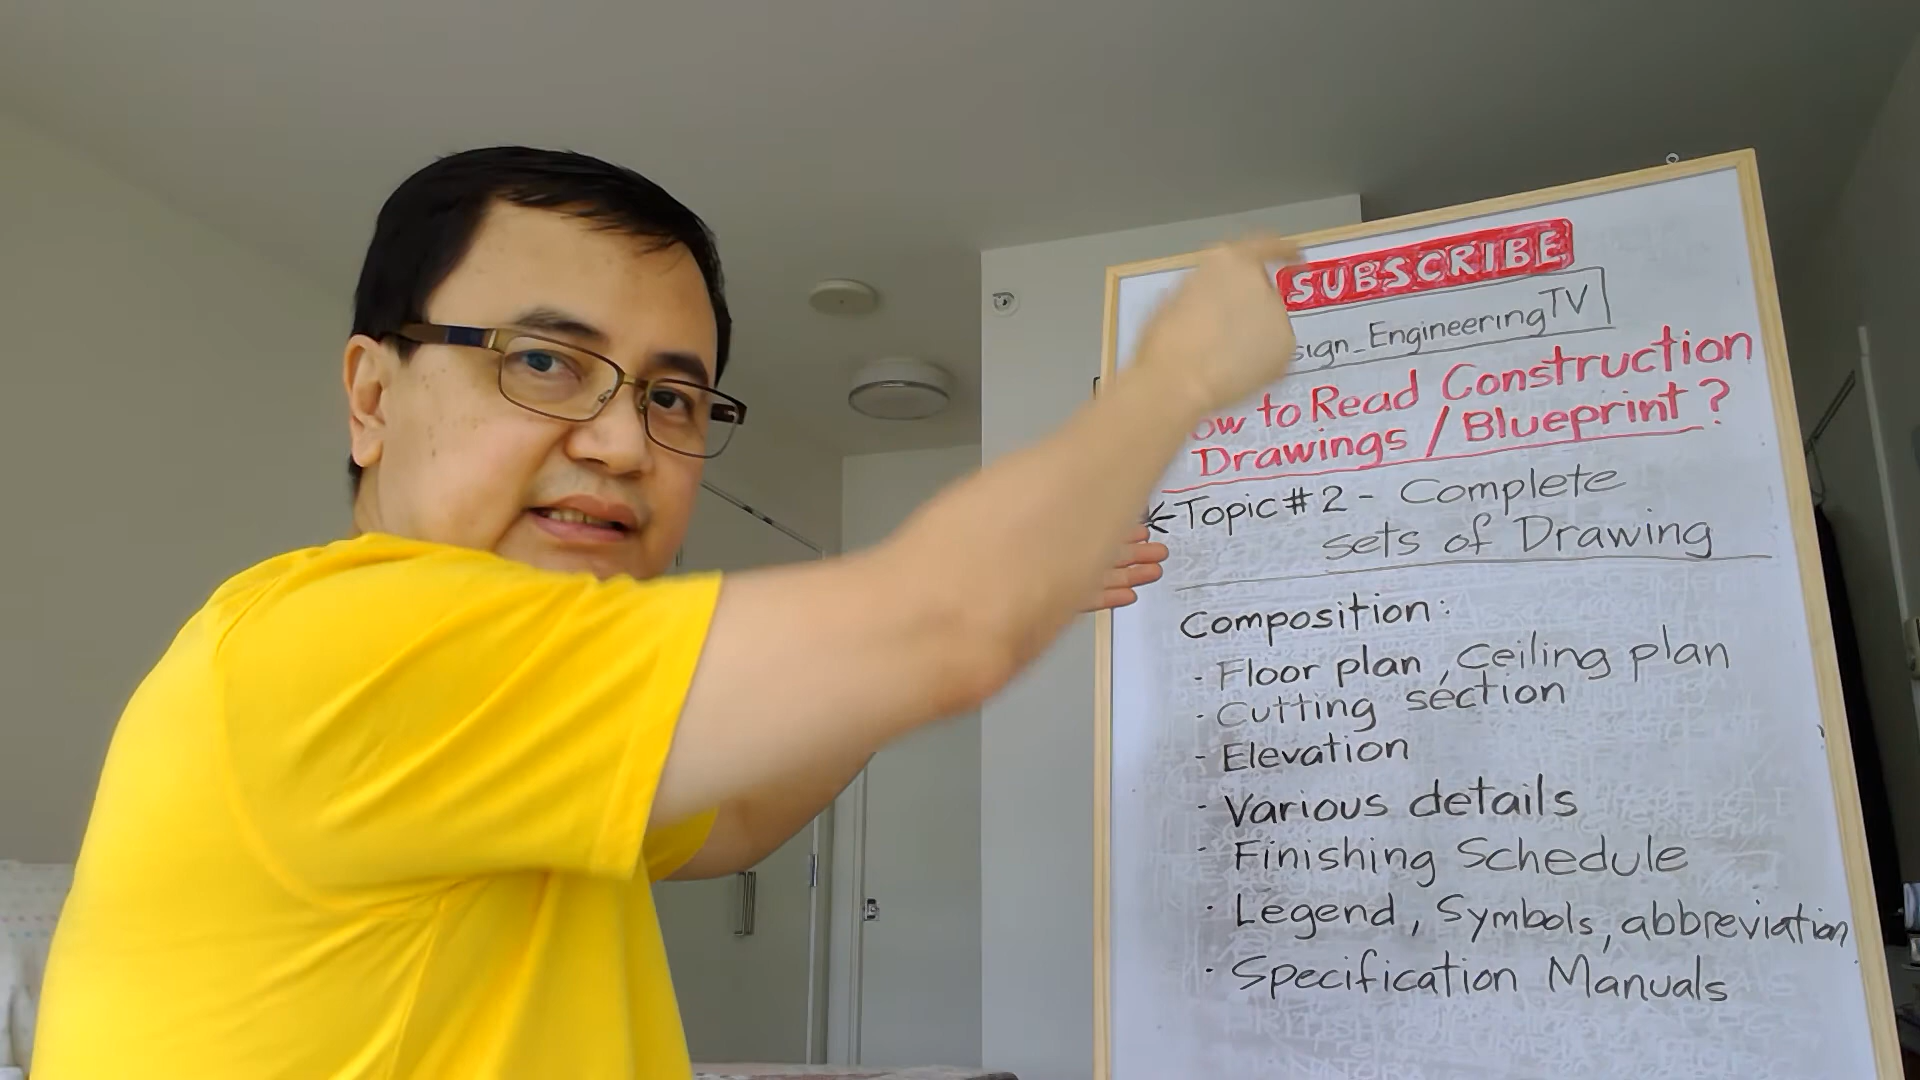 SUBSCRIBE
sign_EngineeringTV
ow to Read Construction
Drawings / Blueprint?
Topic #2 - Complete
sets of Drawing
Composition:
- Floor plan, Ceiling plan
- Cutting section
- Elevation
- Various details
- Finishing Schedule
- Legend, Symbols, abbreviation
- Specification Manuals